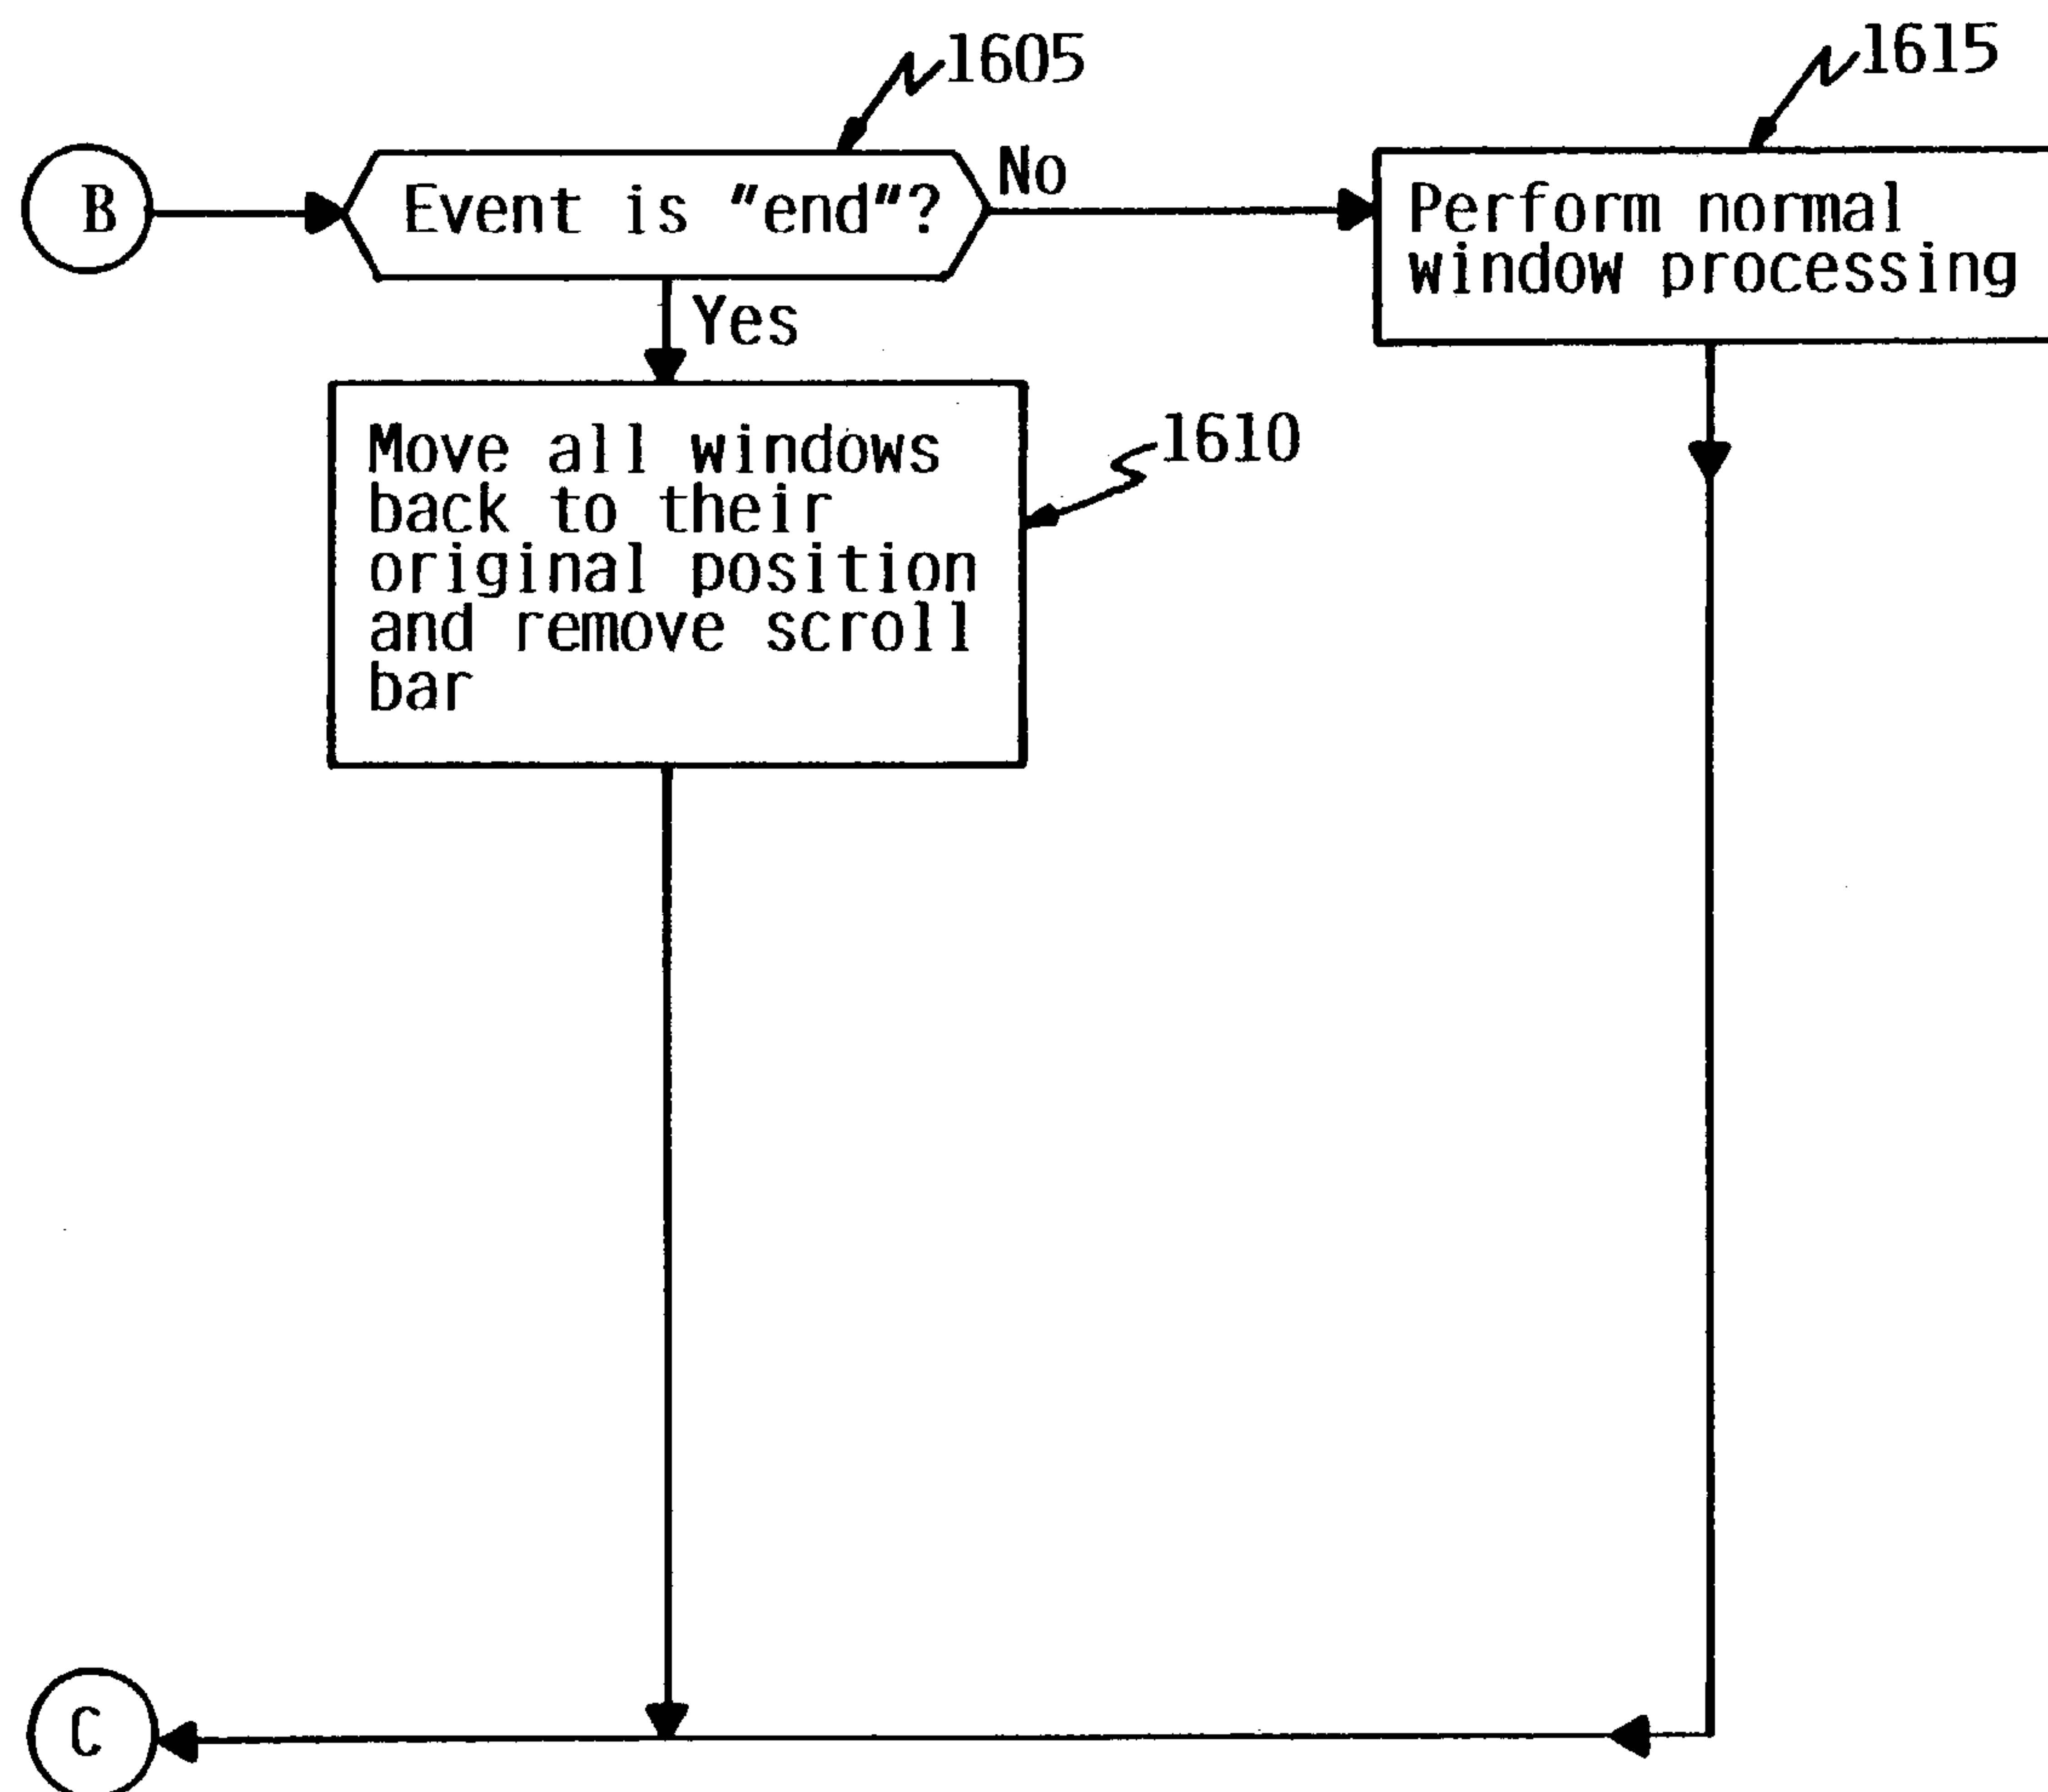 1605
1615
B
Event is "end"?
No
Perform normal
window processing
Yes
Move all windows
back to their
original position
and remove scroll
bar
1610
C